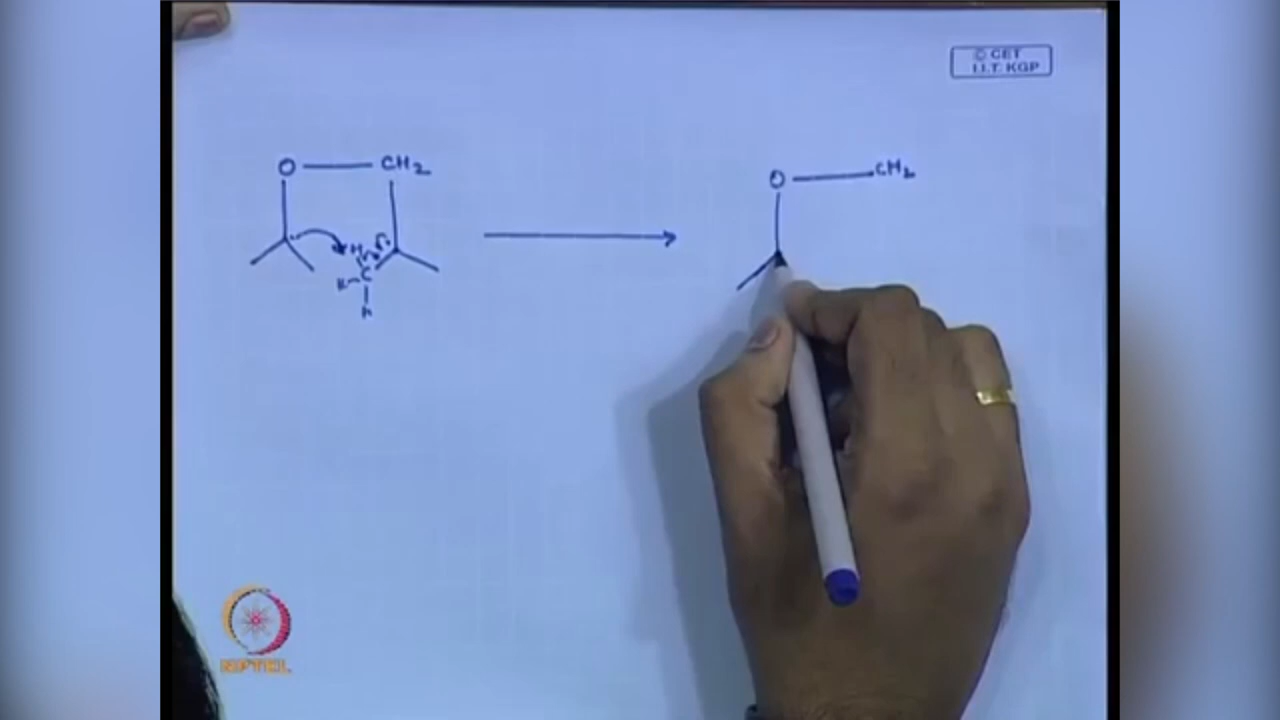 © CET
I.I.T. KGP
O CH2
O CH2
H
H C
H
NPTEL